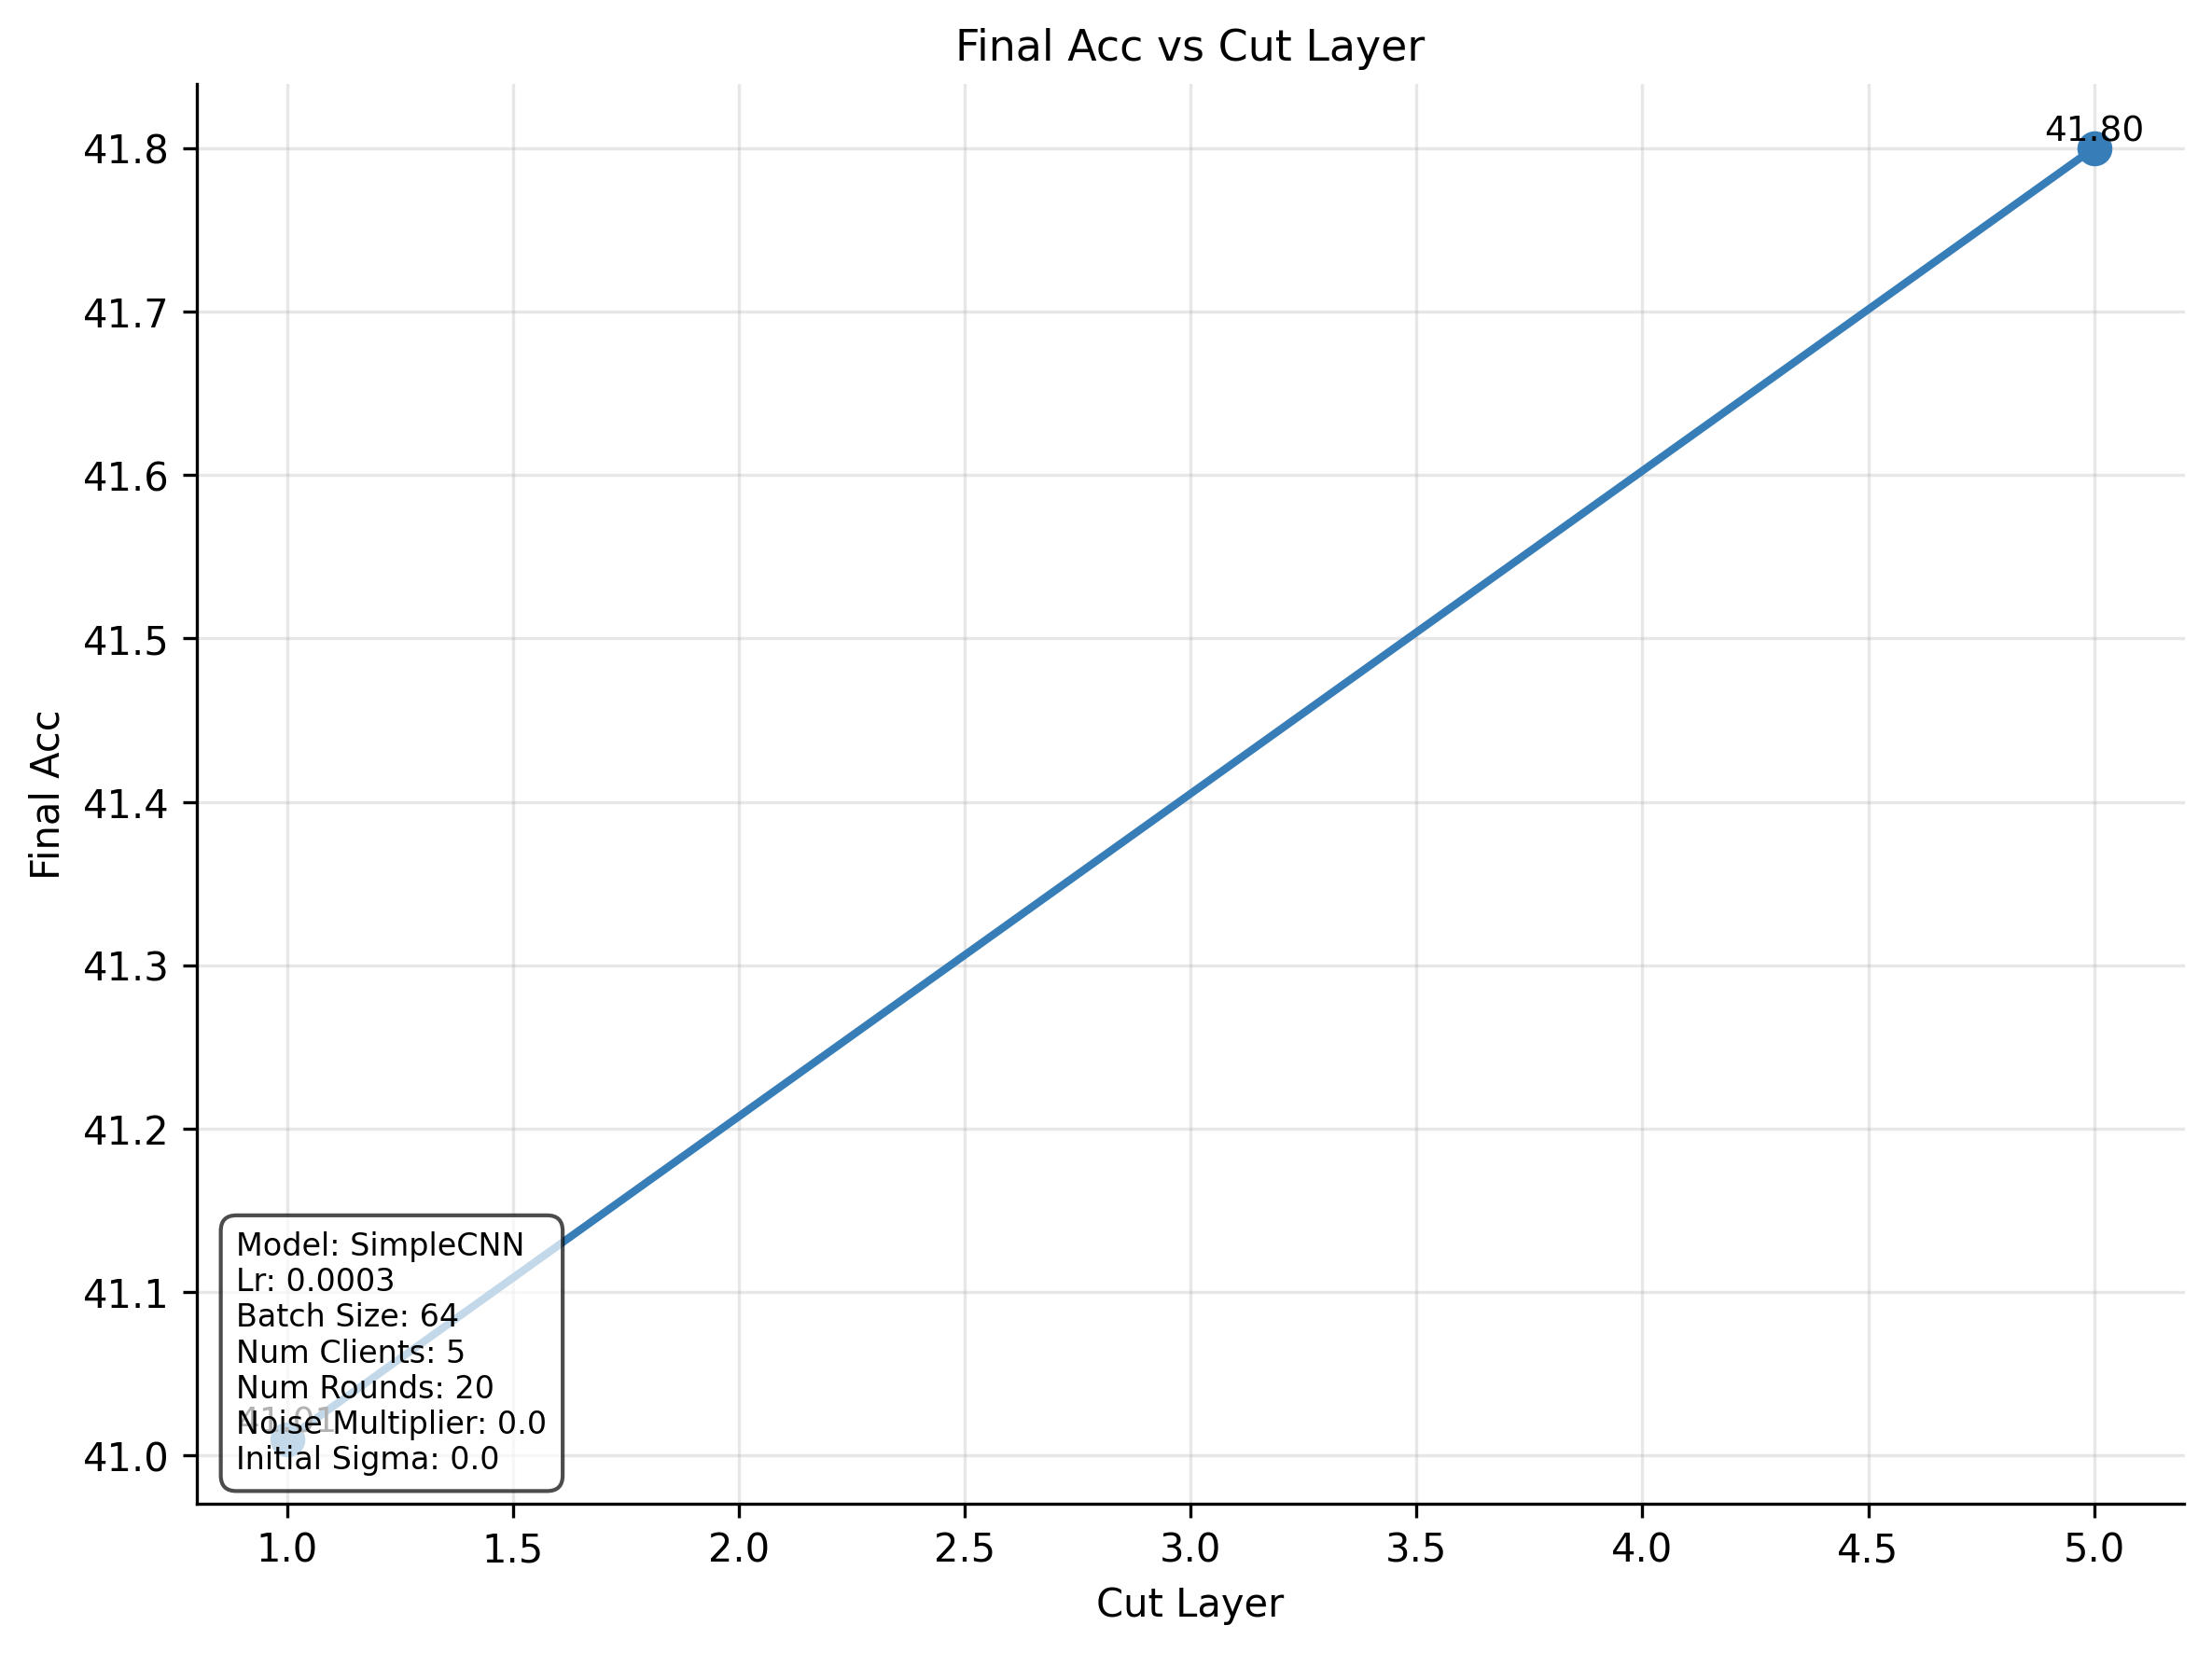 Final Acc vs Cut Layer
41.80
41.8
41.7
41.6
41.5
41.4
41.3
41.2
41.1
41.0
Final Acc
Model: SimpleCNN
Lr: 0.0003
Batch Size: 64
Num Clients: 5
Num Rounds: 20
41.01
Noise Multiplier: 0.0
Initial Sigma: 0.0
1.0 1.5 2.0 2.5 3.0 3.5 4.0 4.5 5.0
Cut Layer